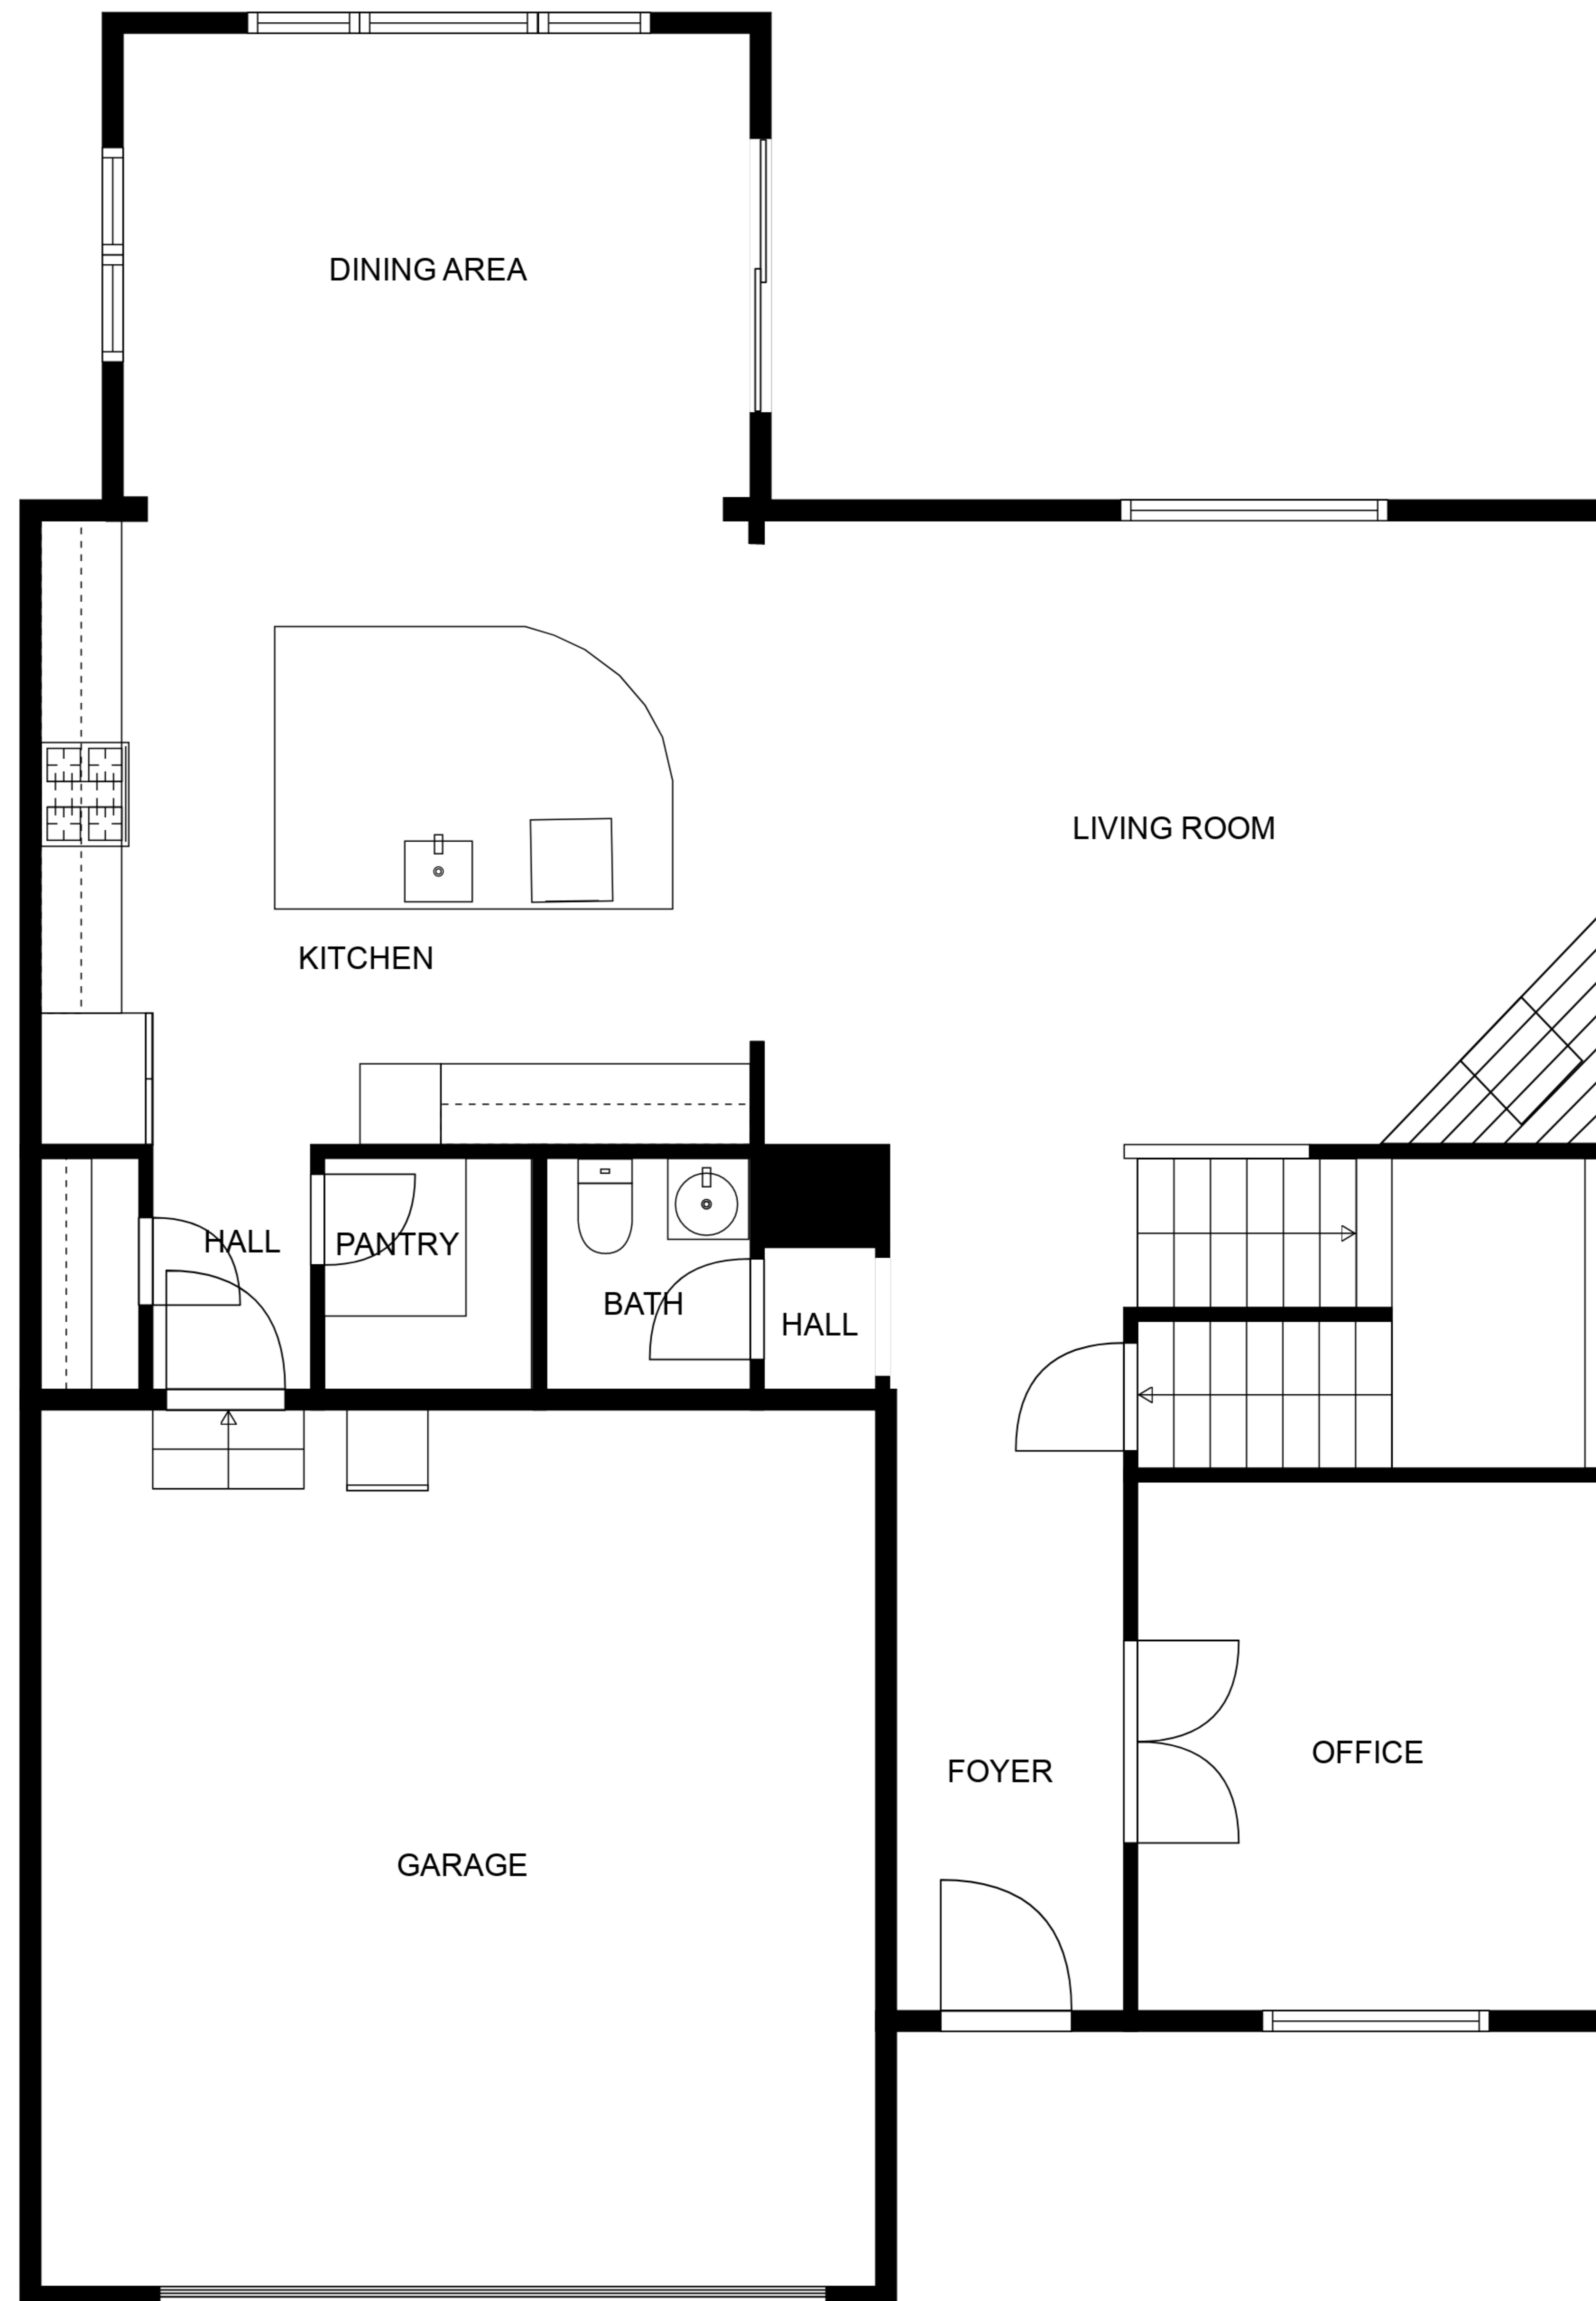 DINING AREA
LIVING ROOM
KITCHEN
HALL
PANTRY
BATH
HALL
OFFICE
FOYER
GARAGE